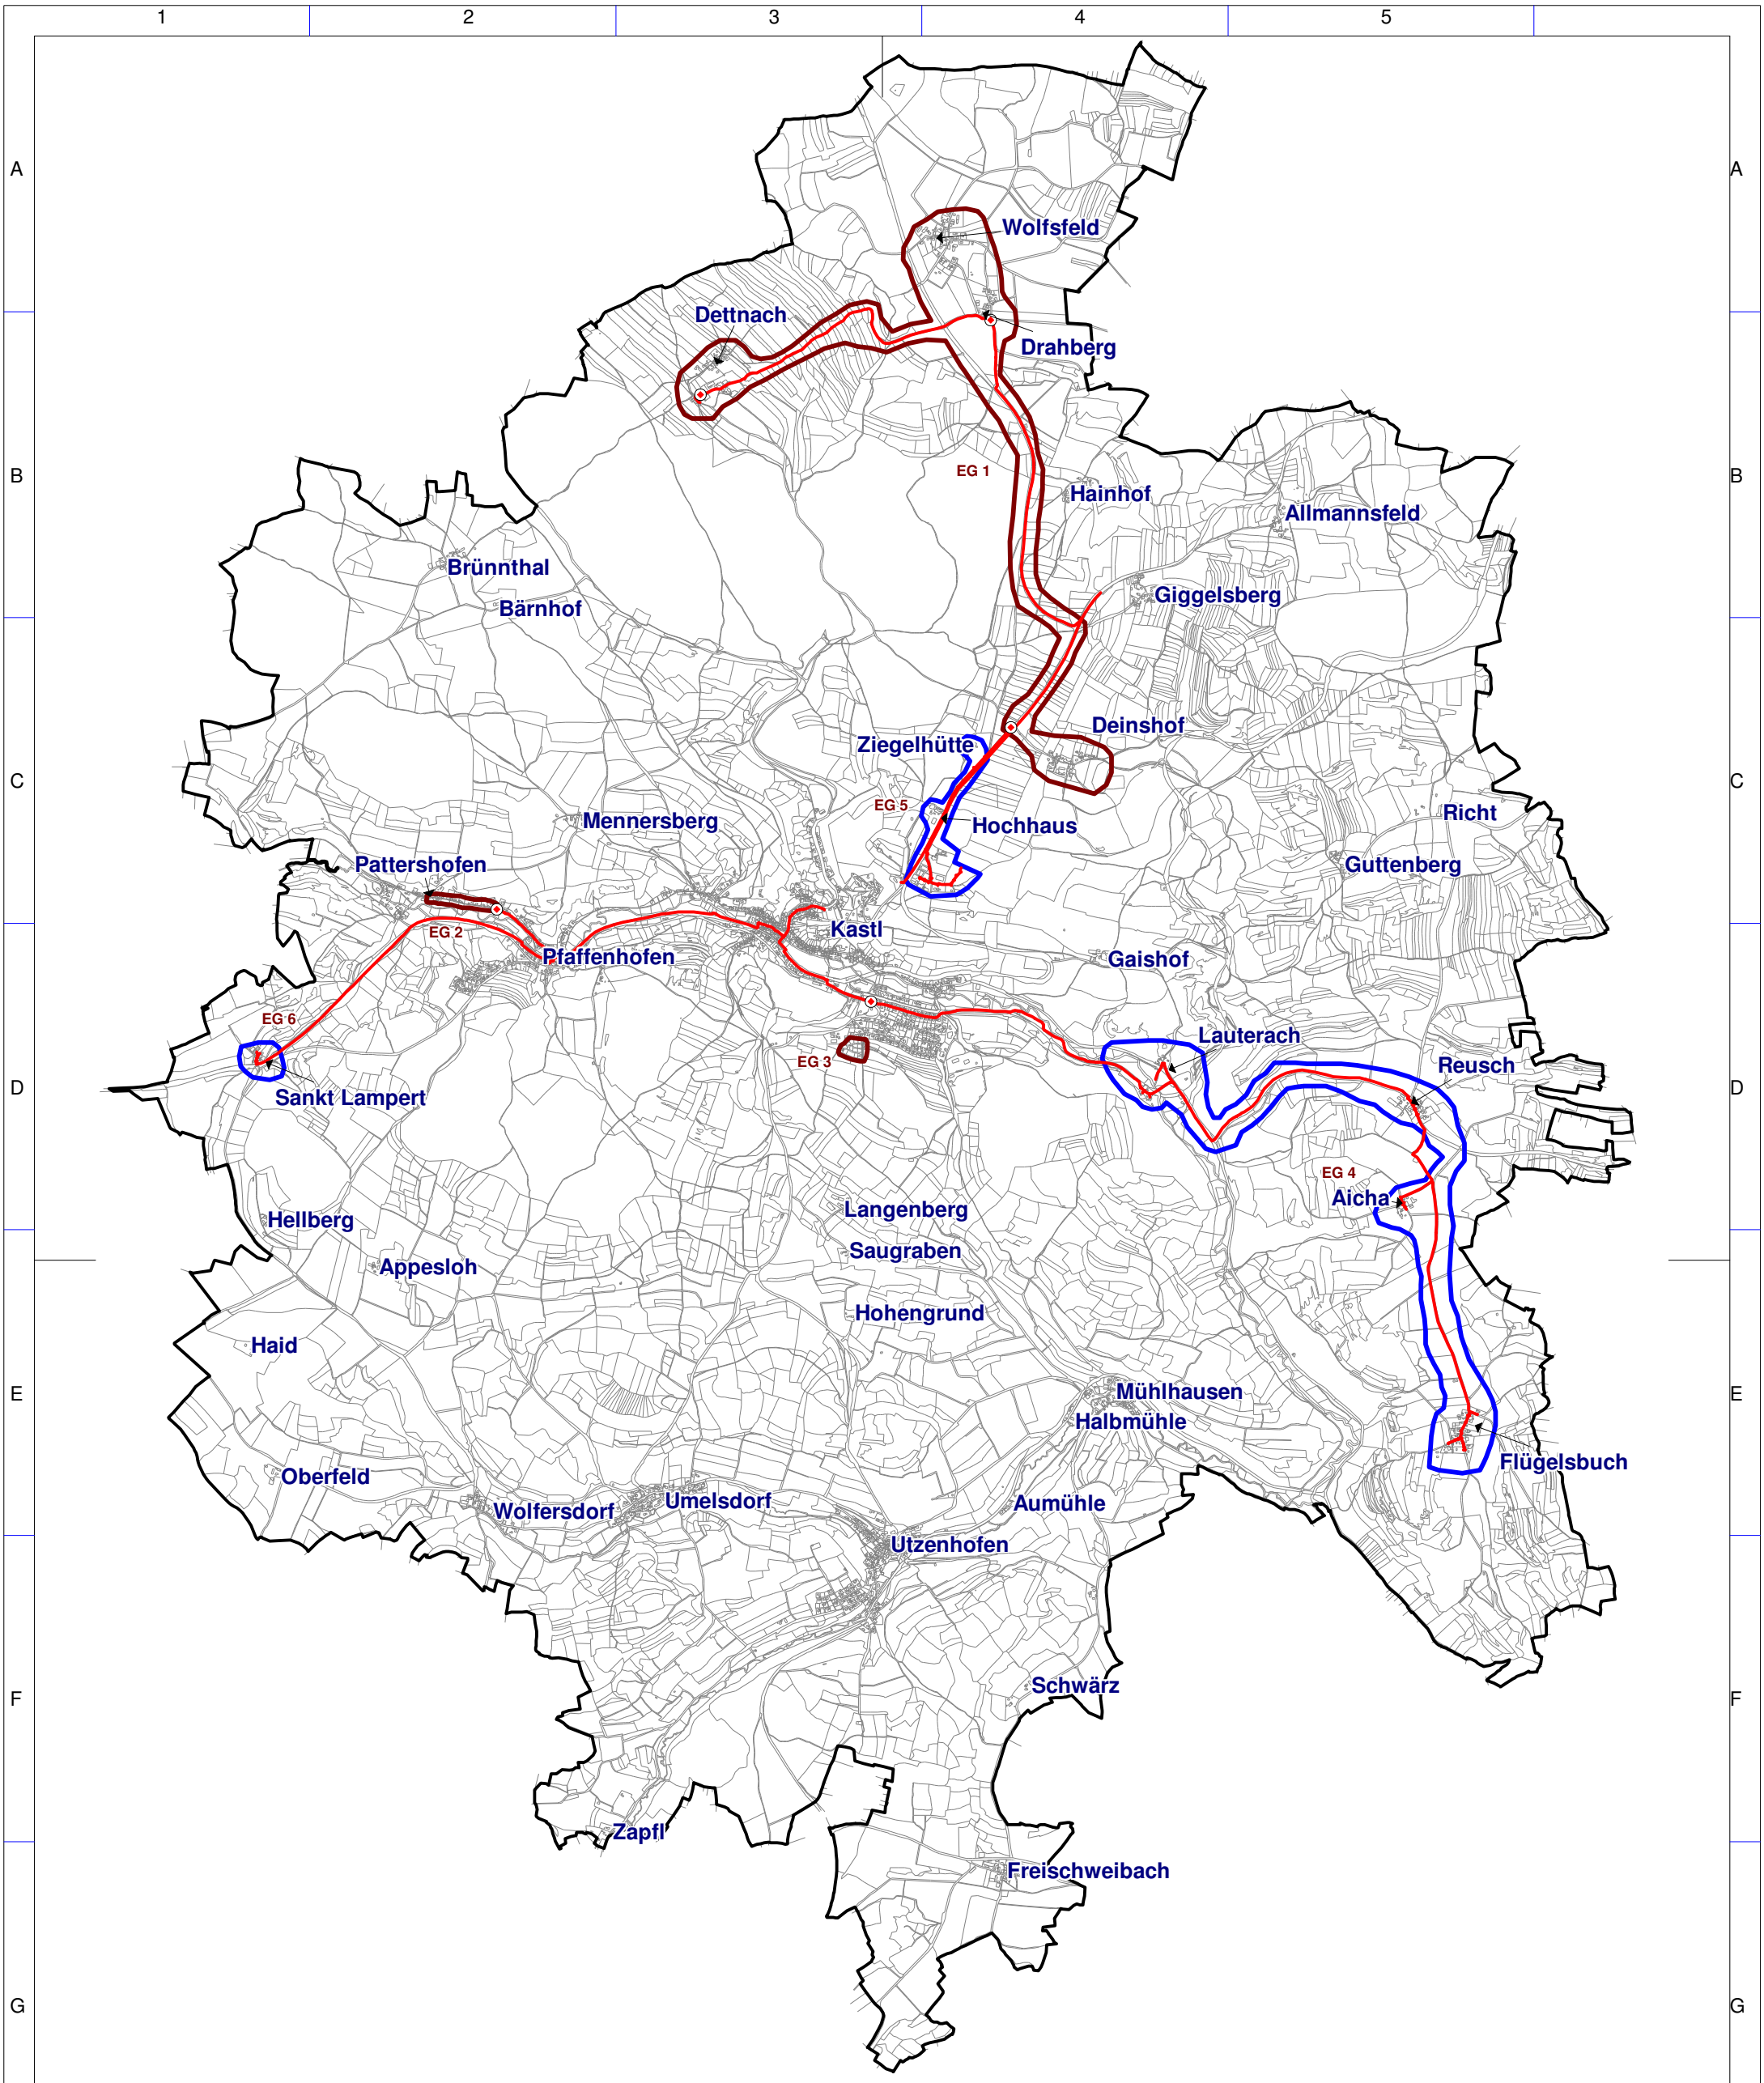 1 2 3 4 5
A A
Wolfsfeld
Dettnach
Drahberg
B B
EG 1
Hainhof
Allmannsfeld
Brünnthal
Giggelsberg
Bärnhof
Deinshof
Ziegelhütte
C C
EG 5
Richt
Mennersberg
Hochhaus
Pattershofen
Guttenberg
EG 2
Kastl
Pfaffenhofen
Gaishof
EG 6
Lauterach
EG 3
Reusch
D D
Sankt Lampert
EG 4
Aicha
Langenberg
Hellberg
Saugraben
Appesloh
Hohengrund
Haid
E E
Mühlhausen
Halbmühle
Flügelsbuch
Oberfeld
Umelsdorf
Aumühle
Wolfersdorf
Utzenhofen
Schwärz
F F
Zapfl
Freischweibach
G G